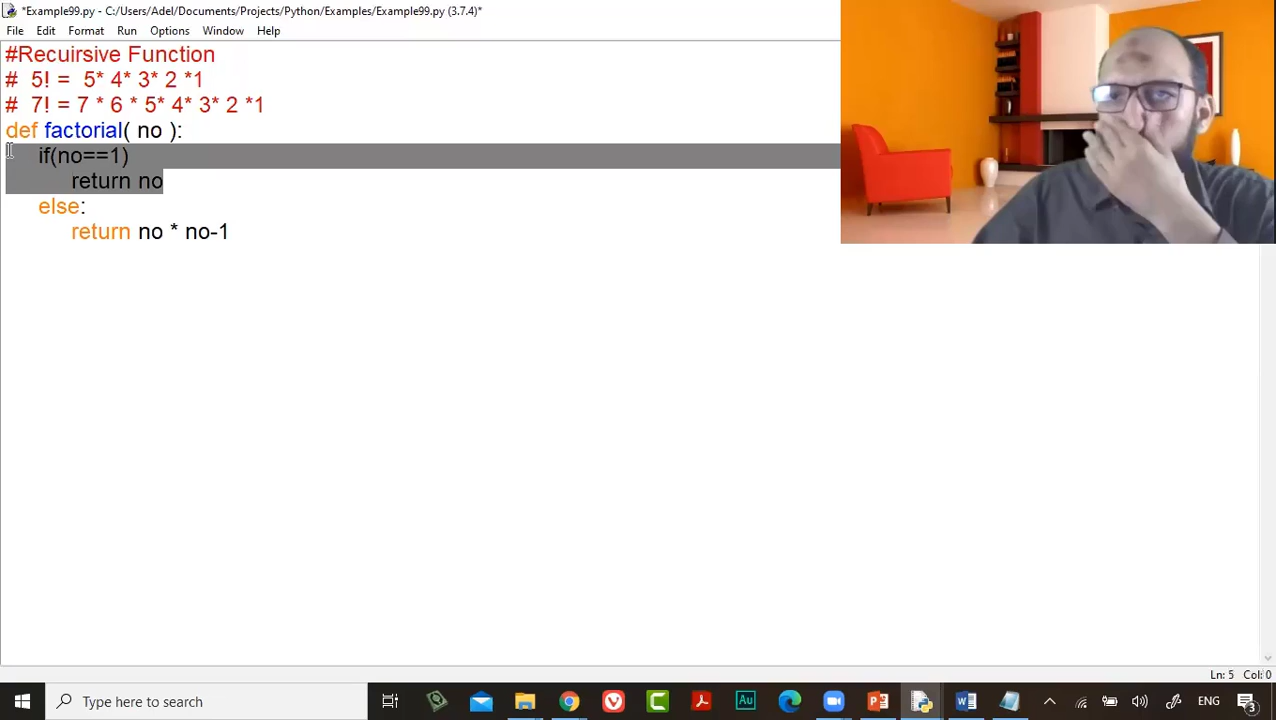 *Example99.py - C:/Users/Adel/Documents/Projects/Python/Examples/Example99.py (3.7.4)*
File Edit Format Run Options Window Help
#Recuirsive Function
# 5! = 5* 4* 3* 2 *1
# 7! = 7 * 6 * 5* 4* 3* 2 *1
def factorial( no ):
if(no==1)
return no
else:
return no * no-1
Ln: 5 Col: 0
Type here to search
Au
ENG
3